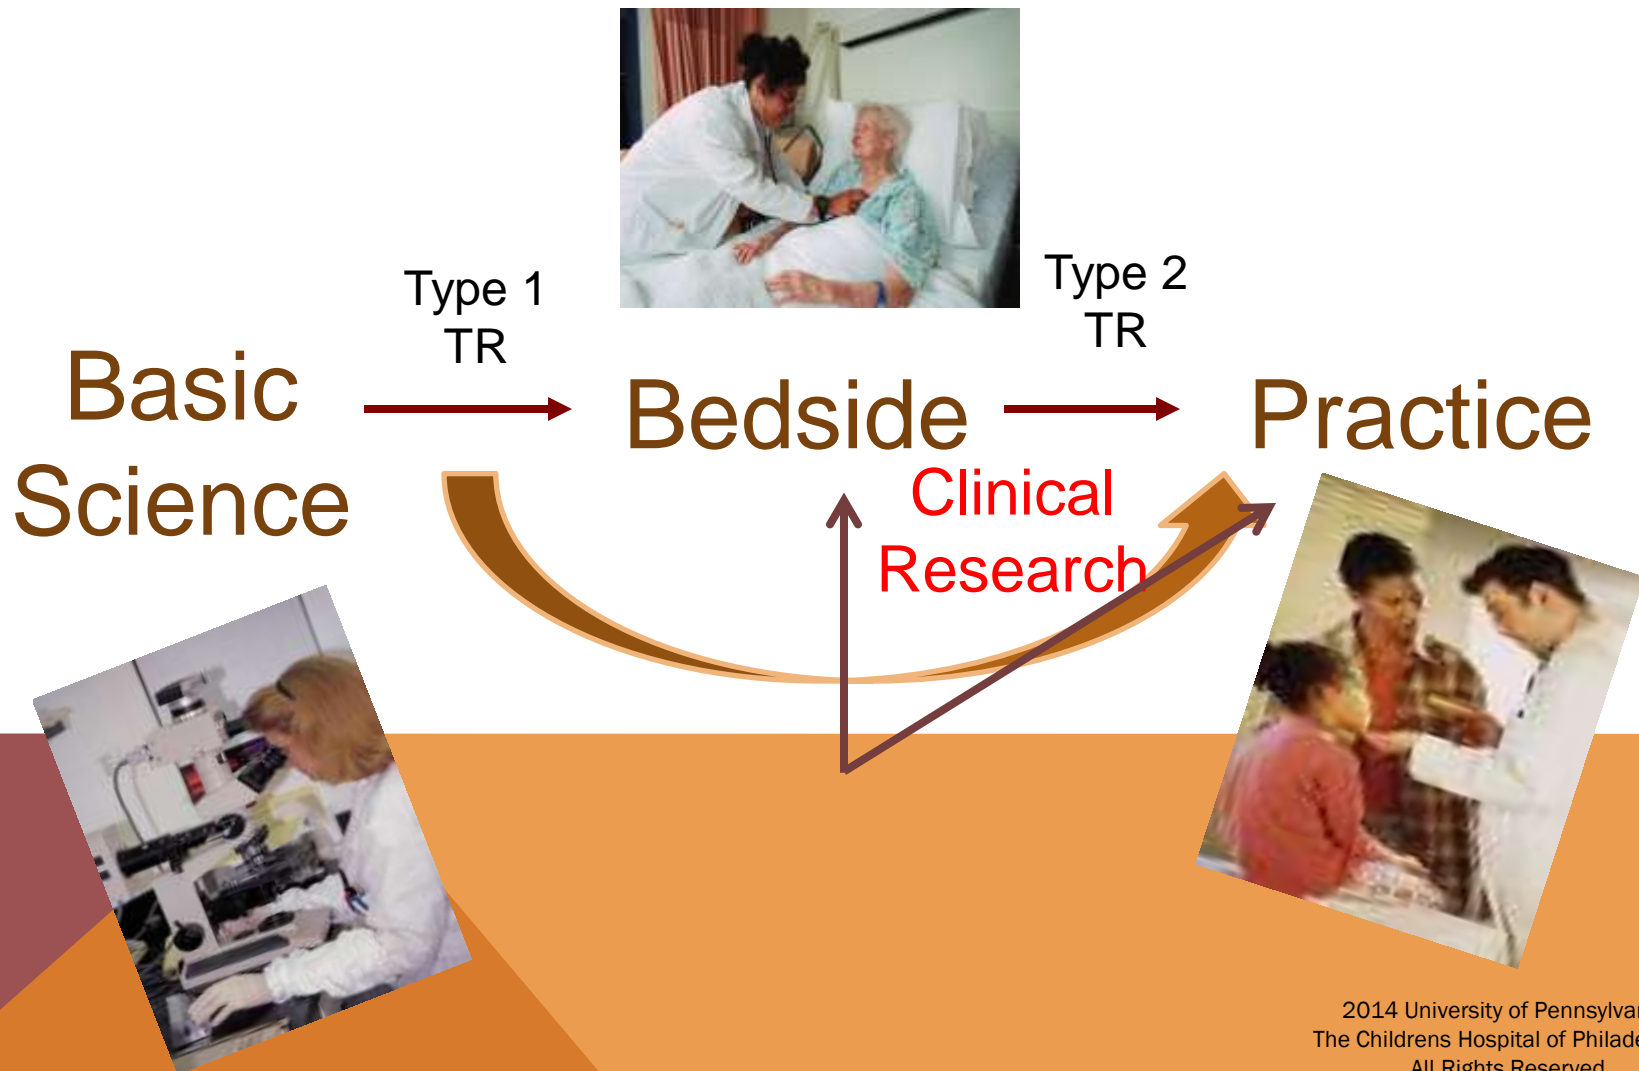 Type 1
TR
Type 2
TR
Basic
Science
Bedside
Practice
Clinical
Research
2014 University of Pennsylva
The Childrens Hospital of Philade
All Rights Reserved